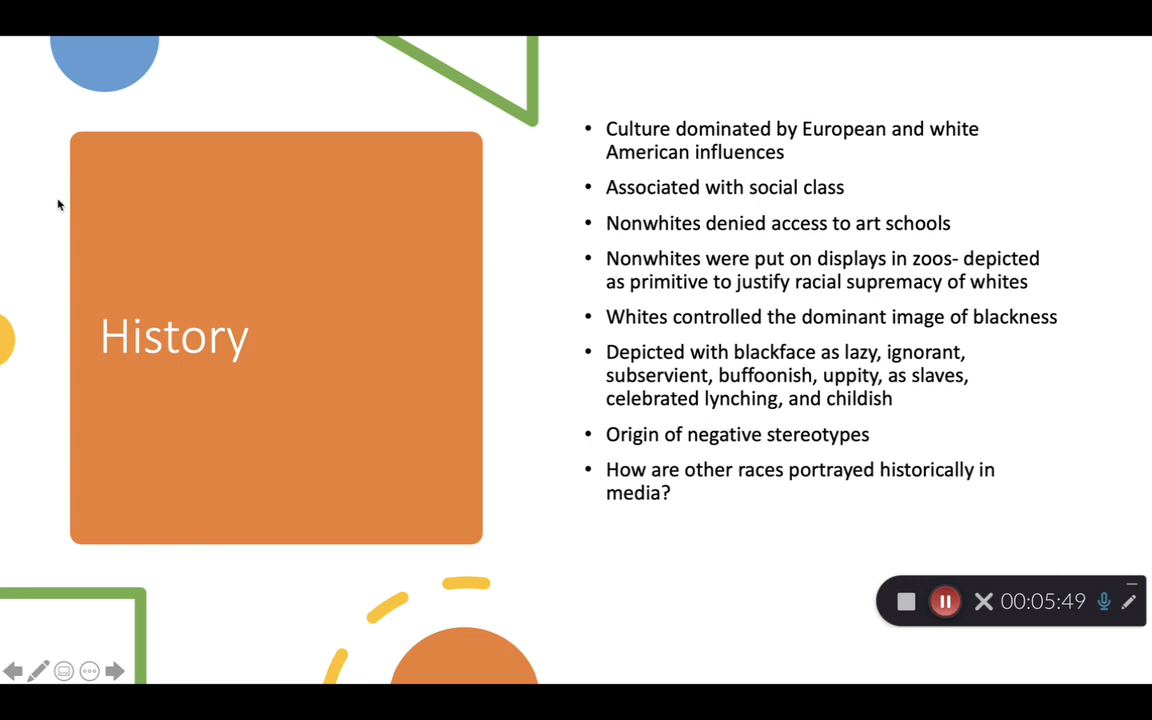 History
• Culture dominated by European and white
American influences
• Associated with social class
• Nonwhites denied access to art schools
• Nonwhites were put on displays in zoos- depicted
as primitive to justify racial supremacy of whites
• Whites controlled the dominant image of blackness
• Depicted with blackface as lazy, ignorant,
subservient, buffoonish, uppity, as slaves,
celebrated lynching, and childish
• Origin of negative stereotypes
• How are other races portrayed historically in
media?
00:05:49